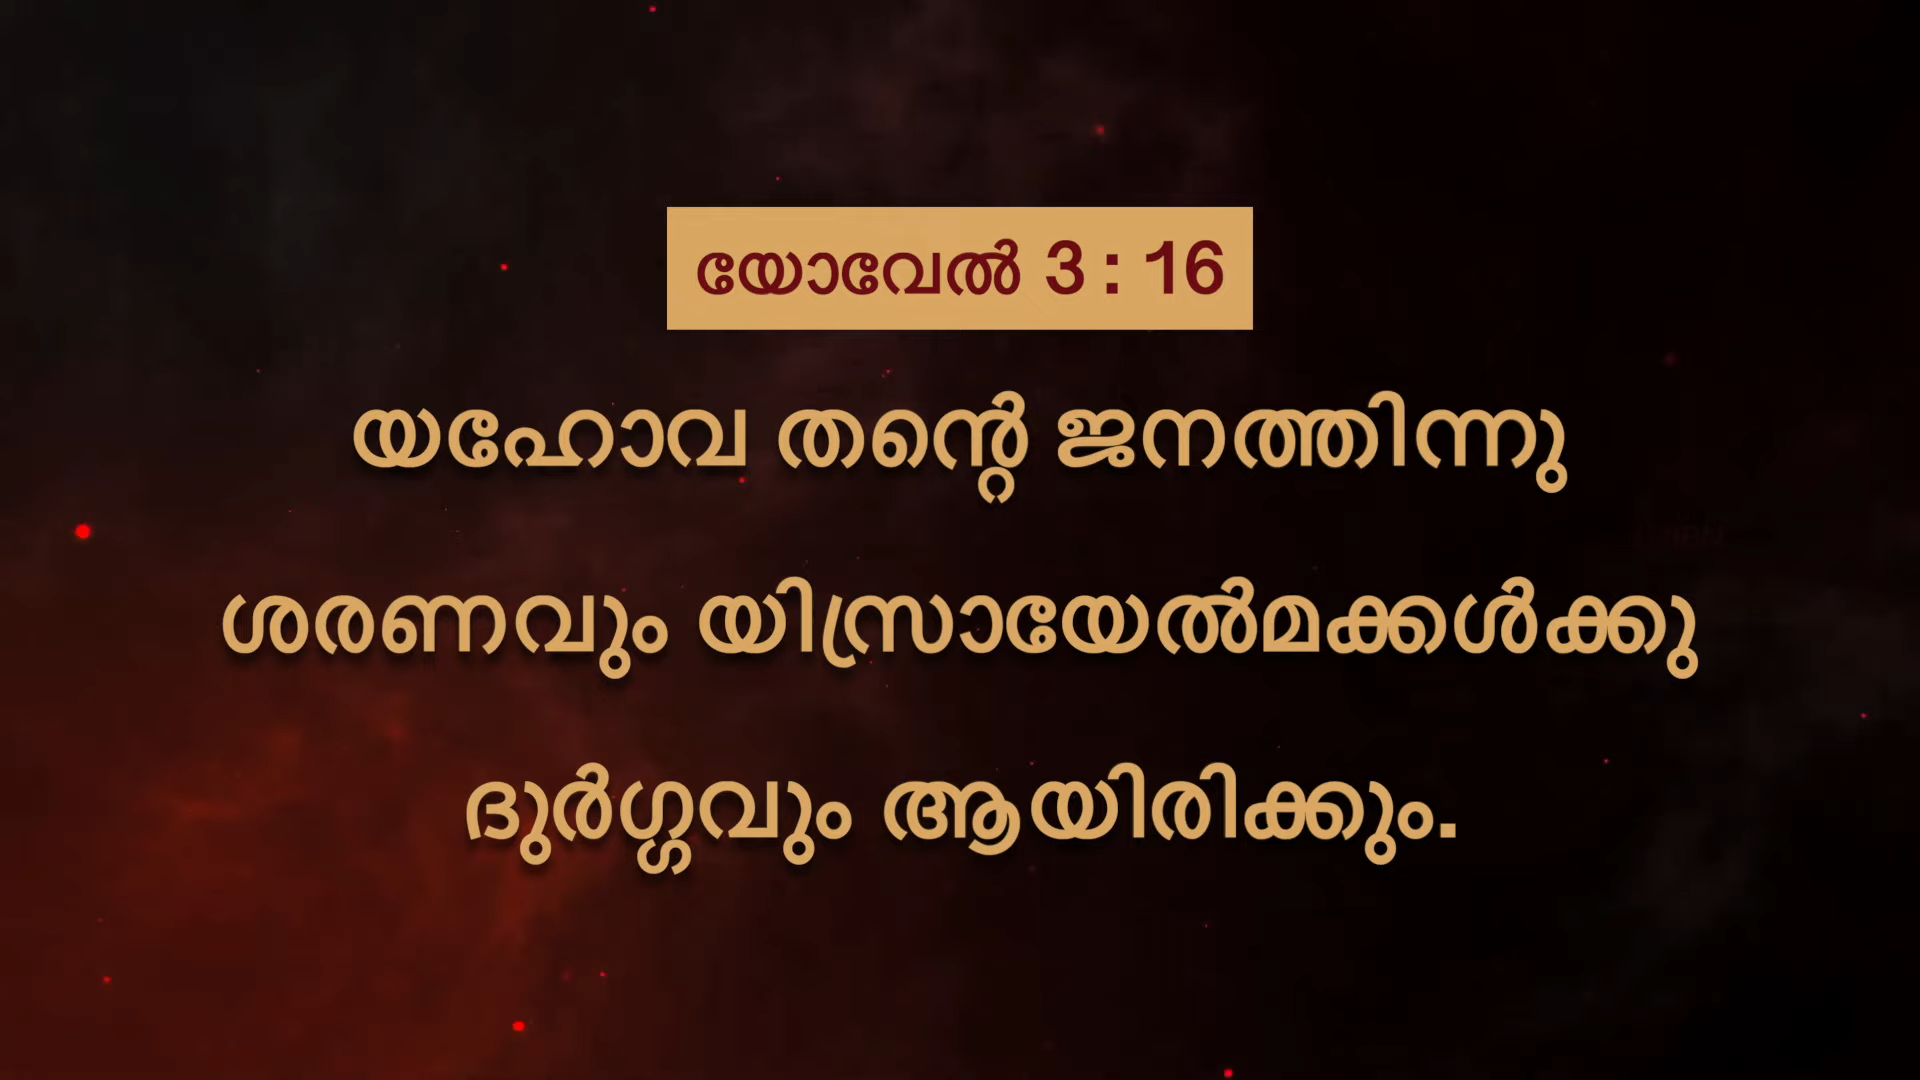 യോവേൽ 3 : 16
യഹോവ തന്റെ ജനത്തിന്നു
ശരണവും യിസ്രായേൽമക്കൾക്കു
ദുർഗ്ഗവും ആയിരിക്കും.